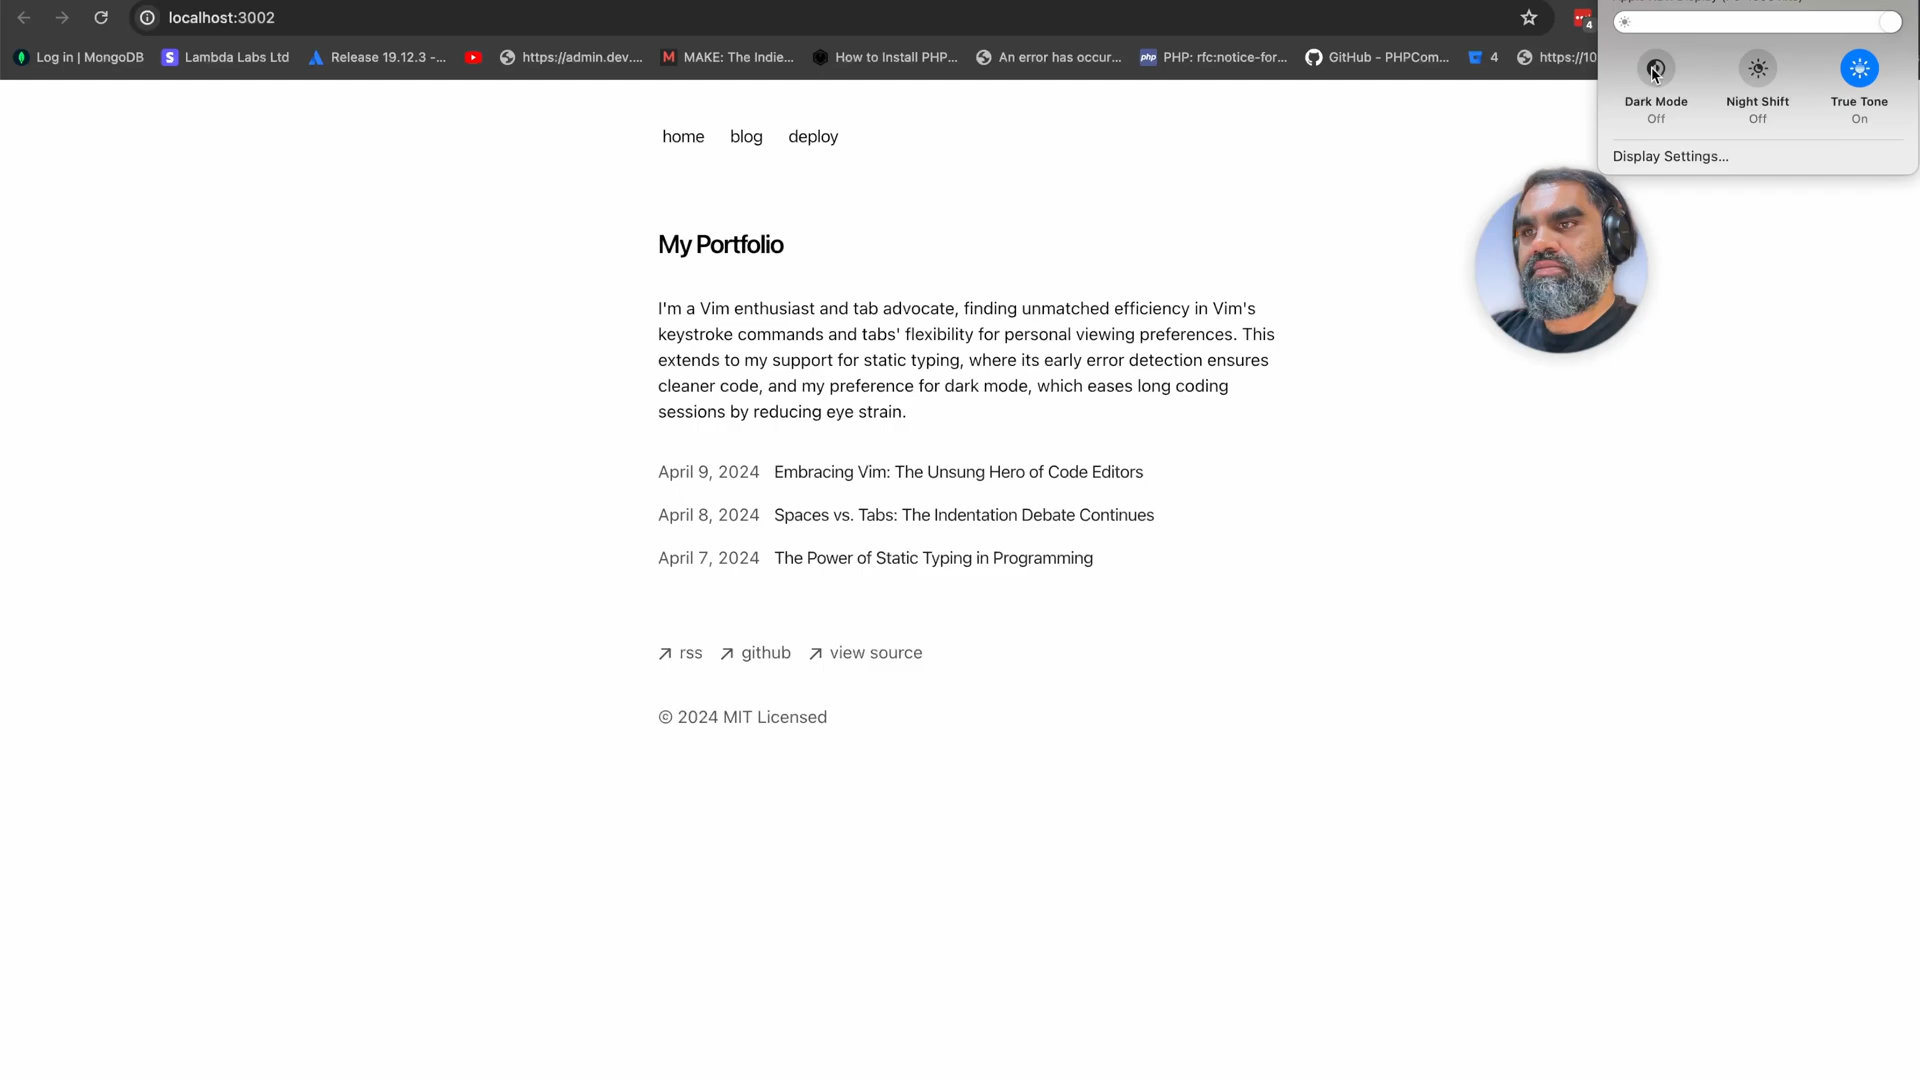 localhost:3002
4
Log in | MongoDB
S Lambda Labs Ltd
Release 19.12.3 -...
https://admin.dev....
M MAKE: The Indie...
How to Install PHP...
An error has occur...
php PHP: rfc:notice-for...
GitHub - PHPCom...
4
https://10
Dark Mode
Off
Night Shift
Off
True Tone
On
Display Settings...
home blog deploy
My Portfolio
I'm a Vim enthusiast and tab advocate, finding unmatched efficiency in Vim's
keystroke commands and tabs' flexibility for personal viewing preferences. This
extends to my support for static typing, where its early error detection ensures
cleaner code, and my preference for dark mode, which eases long coding
sessions by reducing eye strain.
April 9, 2024 Embracing Vim: The Unsung Hero of Code Editors
April 8, 2024 Spaces vs. Tabs: The Indentation Debate Continues
April 7, 2024 The Power of Static Typing in Programming
rss github view source
© 2024 MIT Licensed